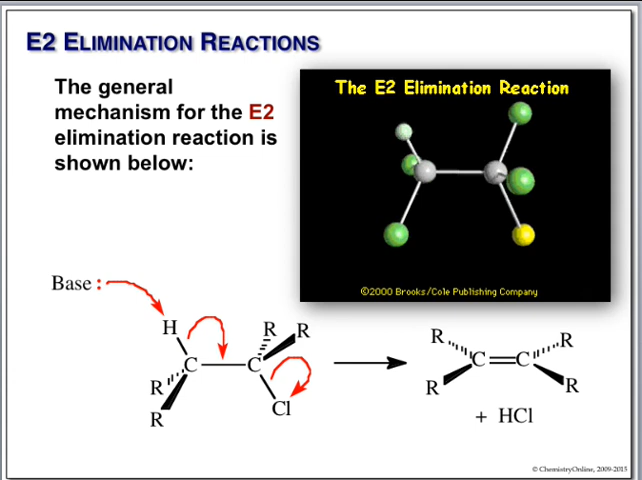 E2 ELIMINATION REACTIONS
The general
mechanism for the E2
elimination reaction is
shown below:
The E2 Elimination Reaction
©2000 Brooks/Cole Publishing Company
Base :
H
R R
C C
R
R
Cl
R R
C C
R R
+ HCl
© ChemistryOnline, 2009-2015